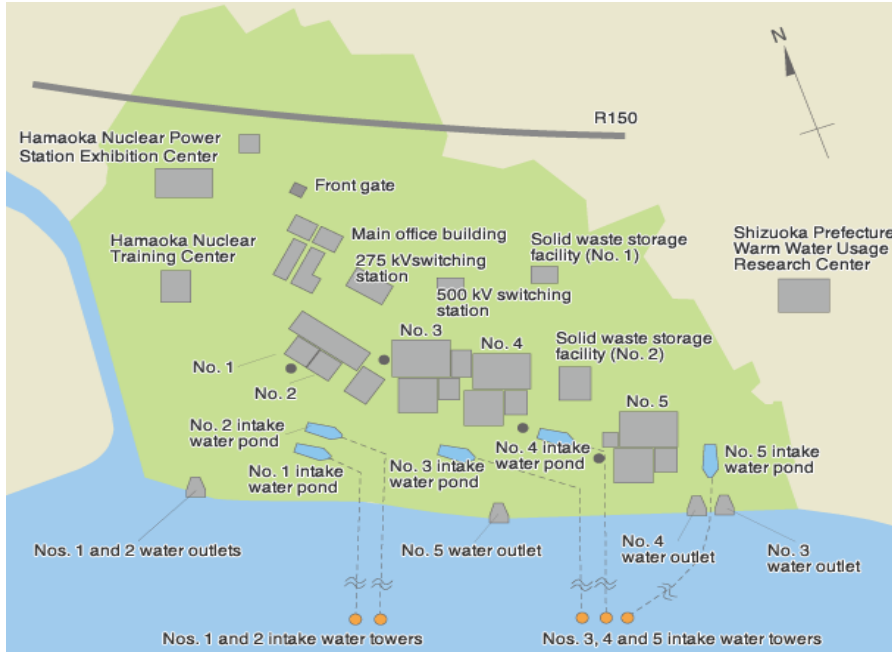 N
R150
Hamaoka Nuclear Power
Station Exhibition Center
Front gate
Hamaoka Nuclear
Training Center
Main office building
275 kVswitching
station
Solid waste storage
facility (No. 1)
500 kV switching
station
Shizuoka Prefecture
Warm Water Usage
Research Center
No. 3
No. 4
No. 1
No. 2
Solid waste storage
facility (No. 2)
No. 5
No. 2 intake
water pond
No. 1 intake
water pond
No. 3 intake
water pond
No. 4 intake
water pond
No. 5 intake
water pond
Nos. 1 and 2 water outlets
No. 5 water outlet
No. 4
water outlet
No. 3
water outlet
Nos. 1 and 2 intake water towers
Nos. 3, 4 and 5 intake water towers